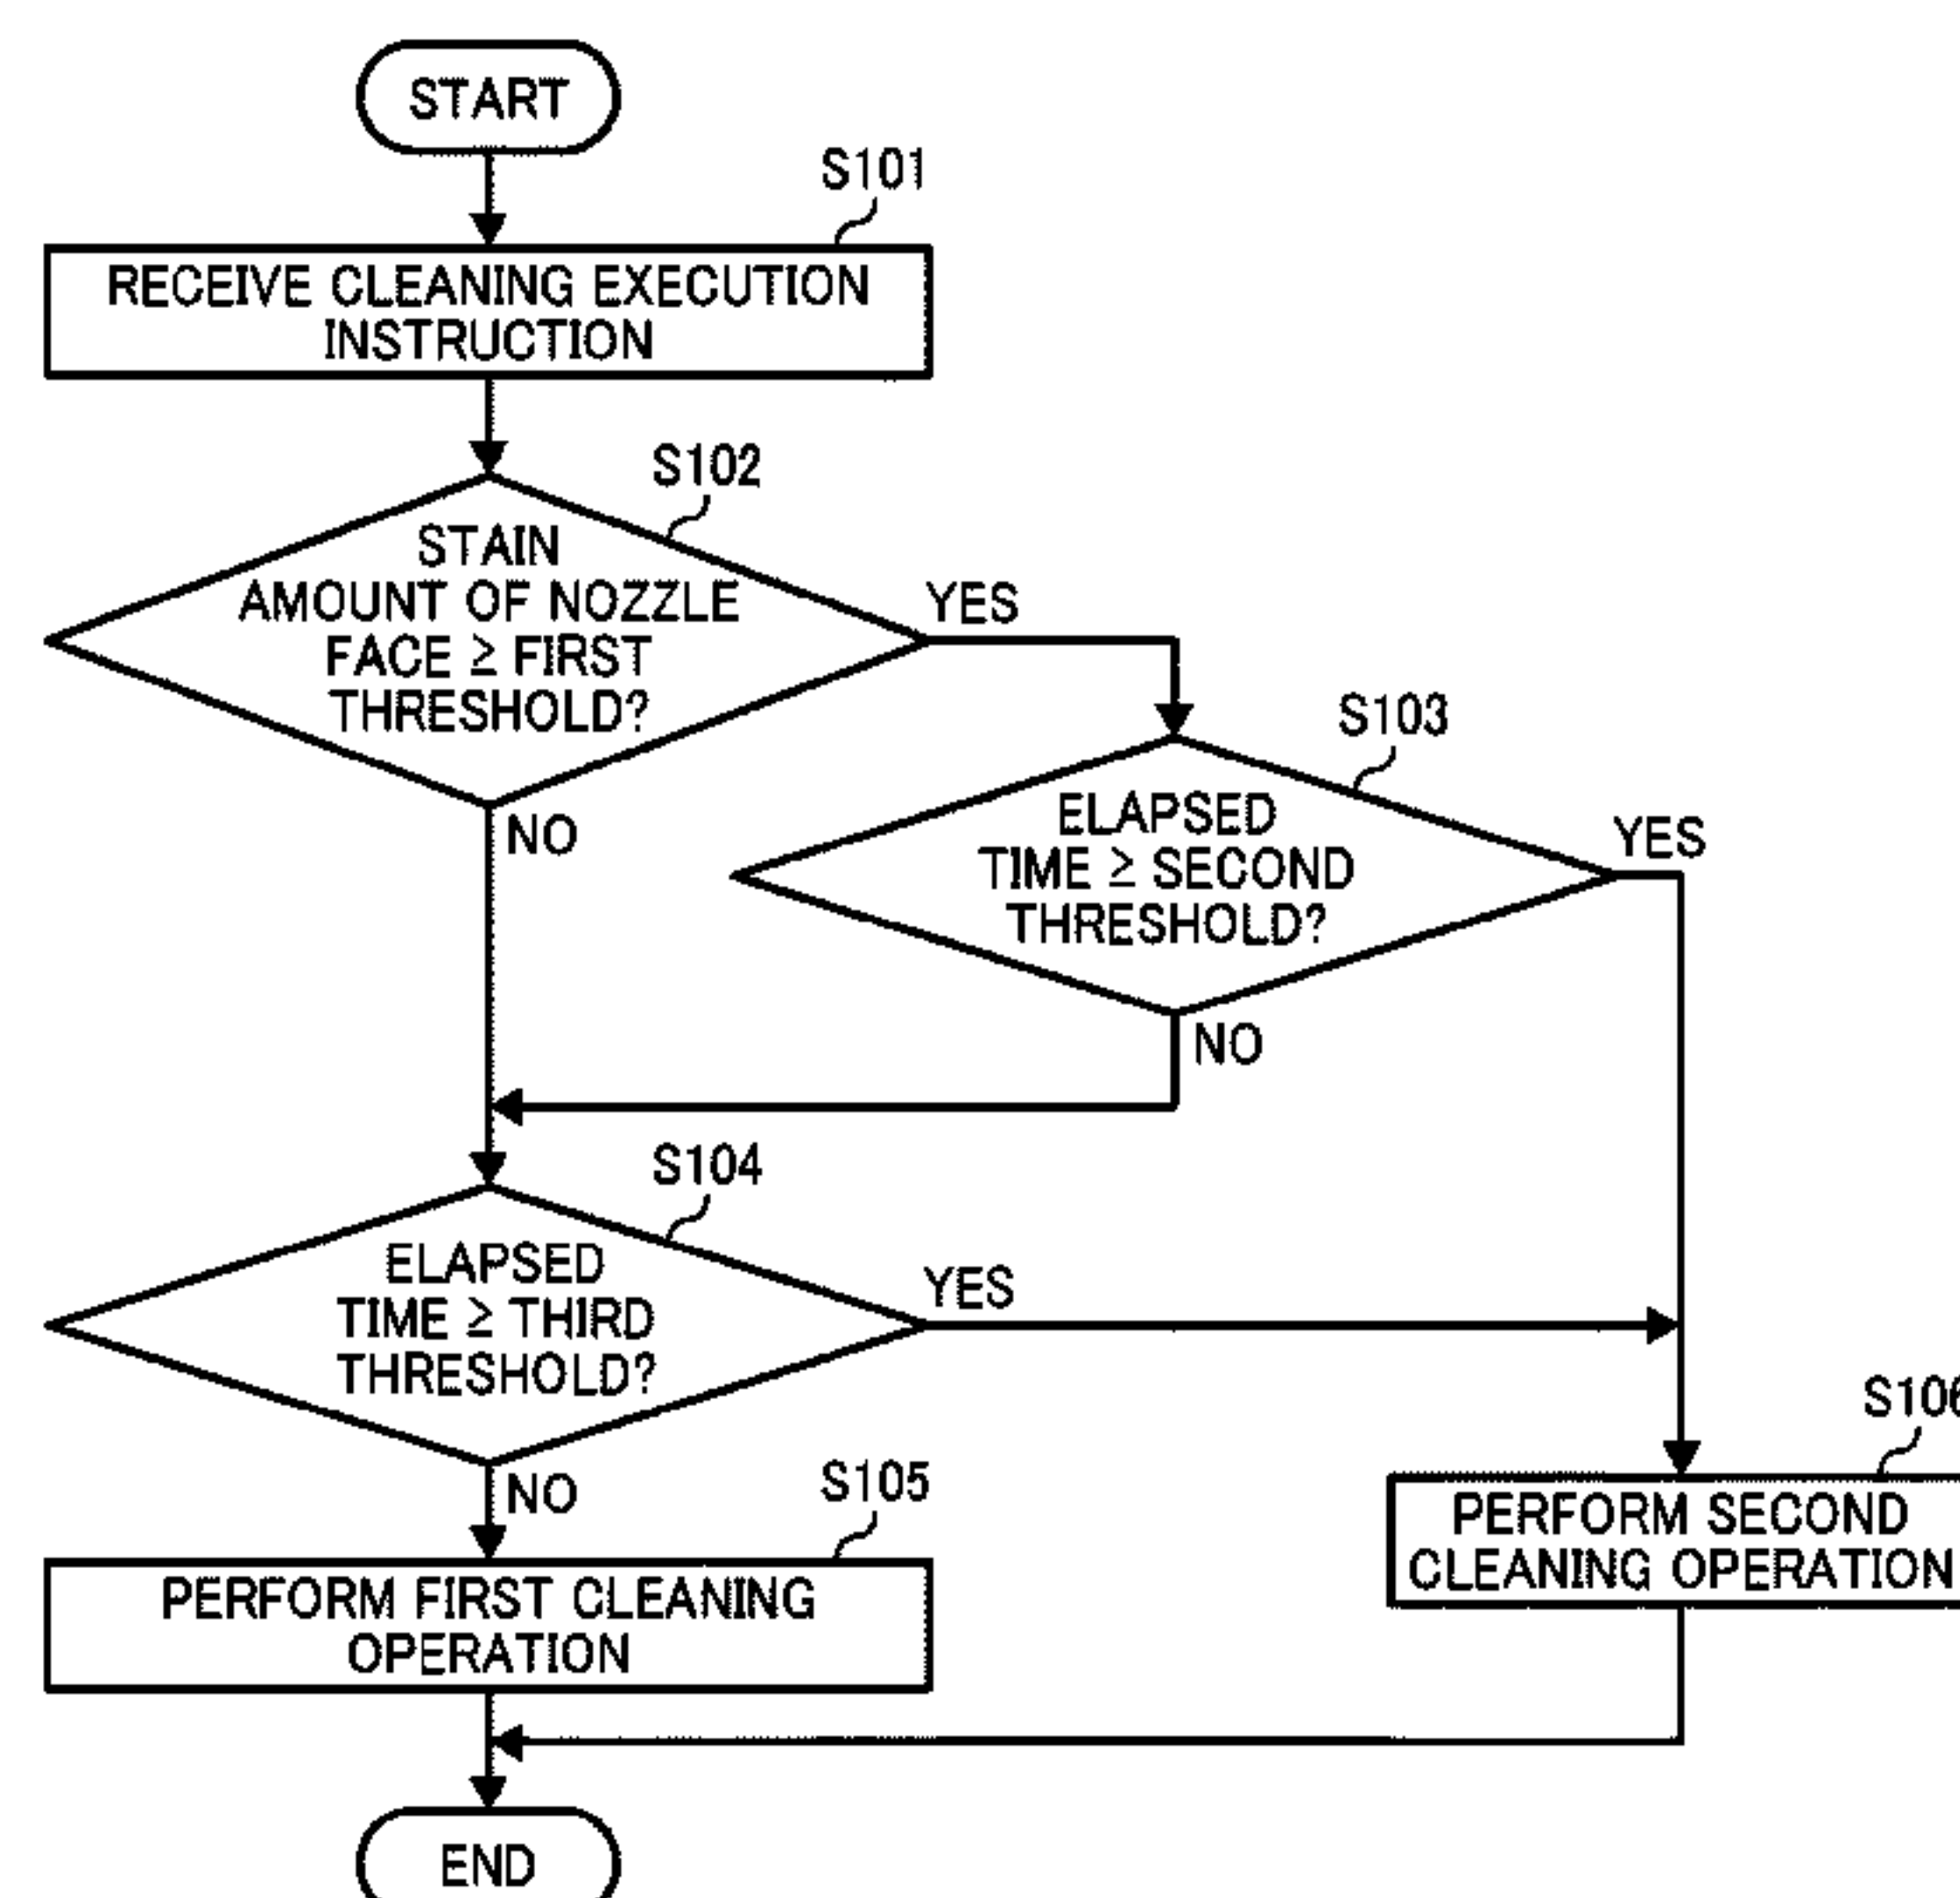 START
S101
RECEIVE CLEANING EXECUTION
INSTRUCTION
S102
STAIN
AMOUNT OF NOZZLE
FACE ≥ FIRST
THRESHOLD?
YES
NO
S103
ELAPSED
TIME ≥ SECOND
THRESHOLD?
YES
NO
S104
ELAPSED
TIME ≥ THIRD
THRESHOLD?
YES
NO
S105
PERFORM FIRST CLEANING
OPERATION
S106
PERFORM SECOND
CLEANING OPERATION
END